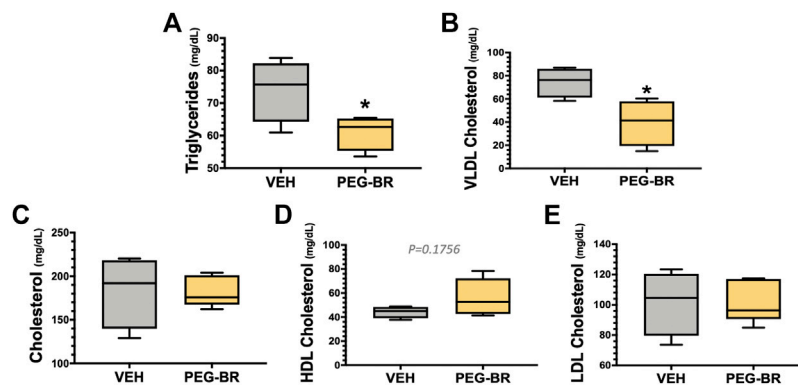 A
Triglycerides (mg/dL)
90
80
70
60
50
*
VEH PEG-BR
B
VLDL Cholesterol (mg/dL)
100
80
60
40
20
0
*
VEH PEG-BR
C
Cholesterol (mg/dL)
250
200
150
100
VEH PEG-BR
D
HDL Cholesterol (mg/dL)
100
80
60
40
20
0
P=0.1756
VEH PEG-BR
E
LDL Cholesterol (mg/dL)
140
120
100
80
60
VEH PEG-BR